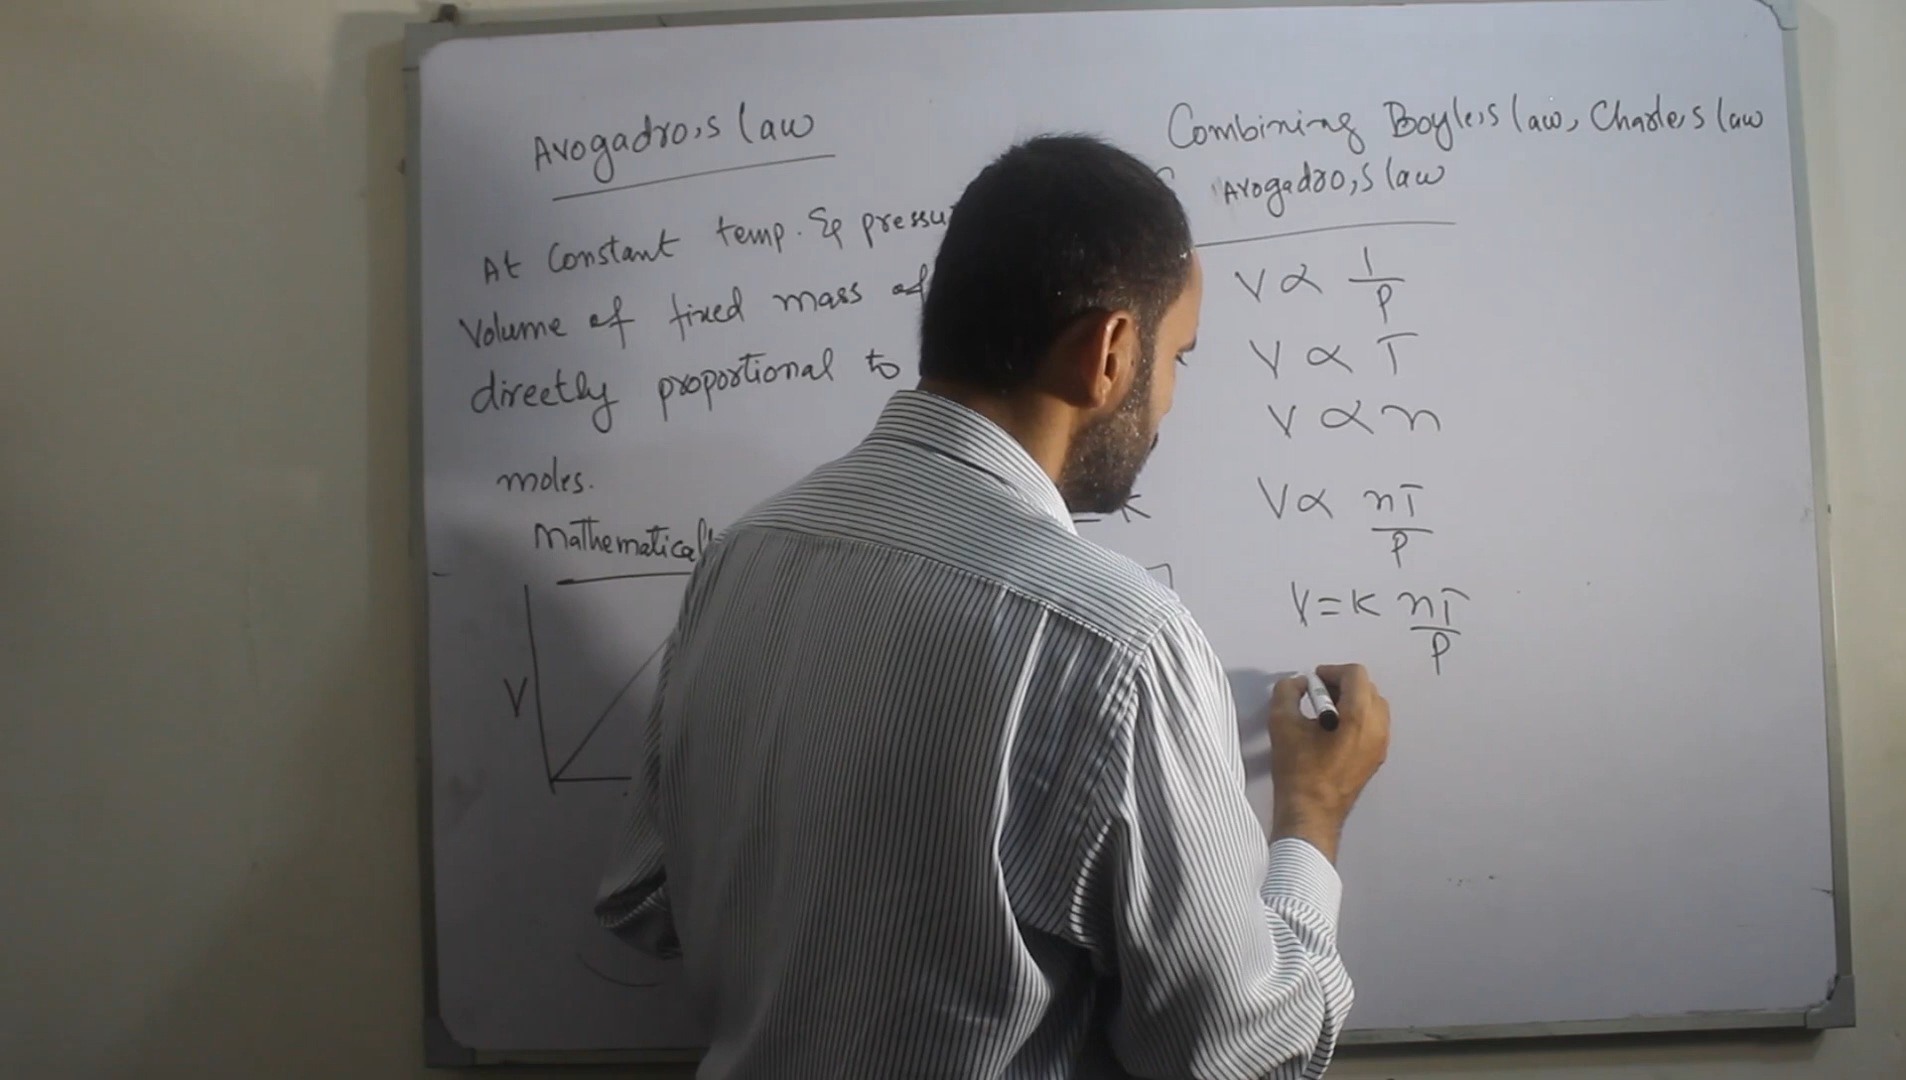 Avogadro,s law
At Constant temp. & pressu
Volume of fixed mass of
directly proportional to
moles.
Mathematical
= K
V
Combining Boyle,s law, Charles law
Avogadro,s law
V ∝ 1/P
V ∝ T
V ∝ n
V ∝ nT/P
V = K nT/P